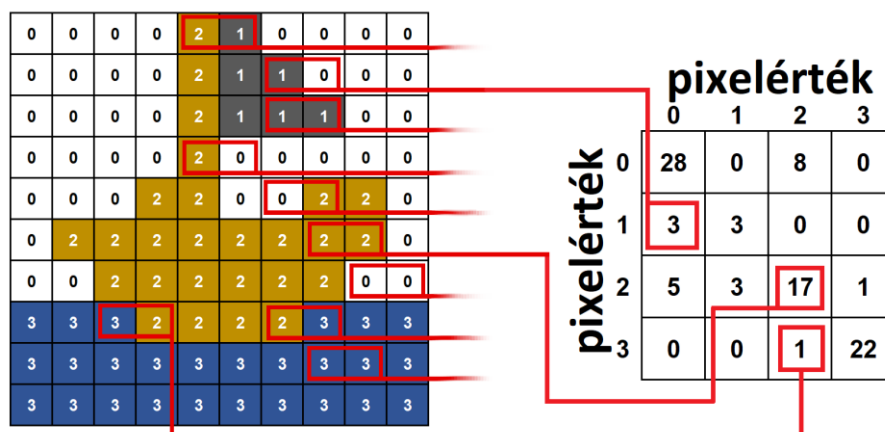 0 0 0 0 2 1 0 0 0 0
0 0 0 0 2 1 1 0 0 0
0 0 0 0 2 1 1 1 0 0
0 0 0 0 2 0 0 0 0 0
0 0 0 2 2 0 0 2 2 0
0 2 2 2 2 2 2 2 2 0
0 0 2 2 2 2 2 2 0 0
3 3 3 2 2 2 2 3 3 3
3 3 3 3 3 3 3 3 3 3
3 3 3 3 3 3 3 3 3 3
pixelérték
0 1 2 3
pixelérték
0 28 0 8 0
1 3 3 0 0
2 5 3 17 1
3 0 0 1 22